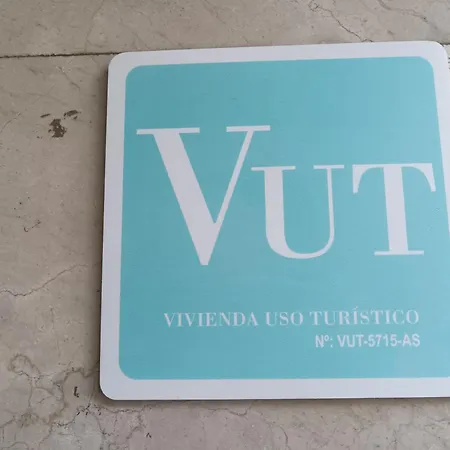 VUT
VIVIENDA USO TURÍSTICO
Nº: VUT-5715-AS